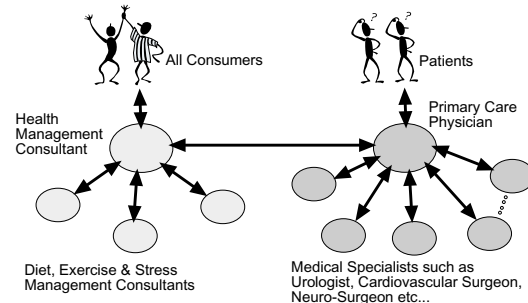 ? ?
All Consumers
Patients
Health
Management
Consultant
Primary Care
Physician
Diet, Exercise & Stress
Management Consultants
Medical Specialists such as
Urologist, Cardiovascular Surgeon,
Neuro-Surgeon etc...